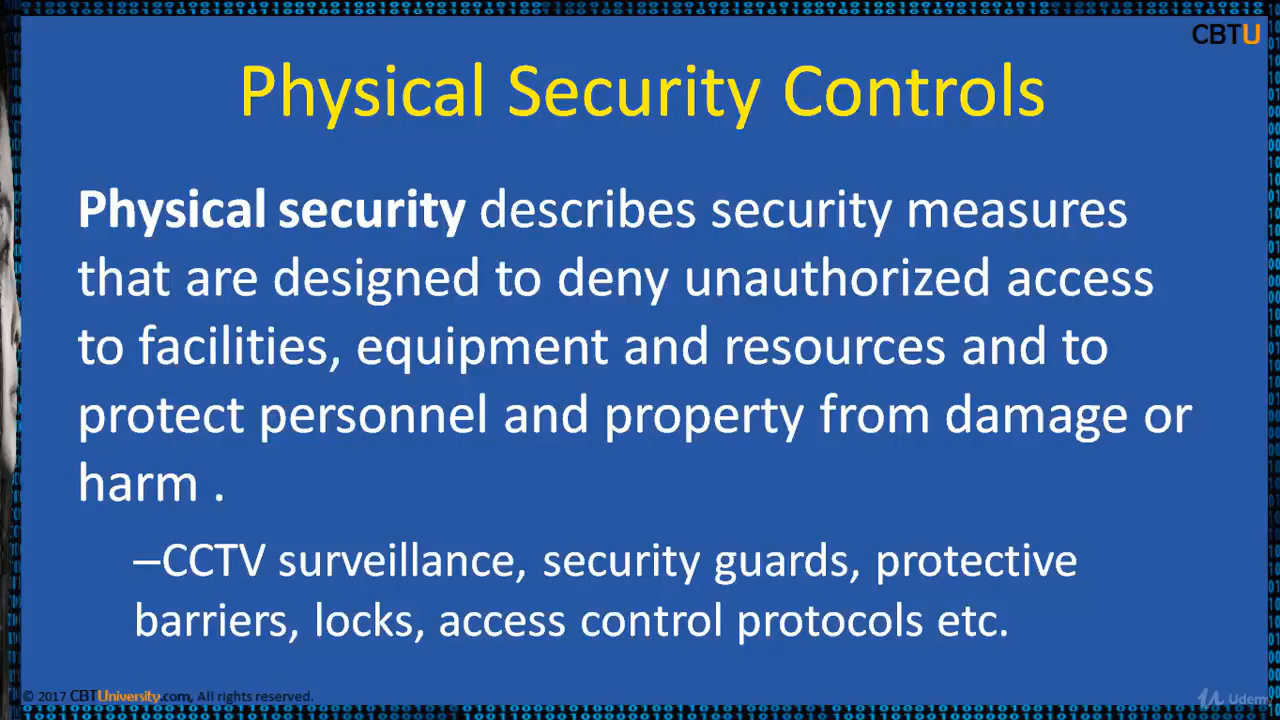 CBTU
Physical Security Controls
Physical security describes security measures
that are designed to deny unauthorized access
to facilities, equipment and resources and to
protect personnel and property from damage or
harm .
–CCTV surveillance, security guards, protective
barriers, locks, access control protocols etc.
© 2017 CBTUniversity.com, All rights reserved.
Udemy